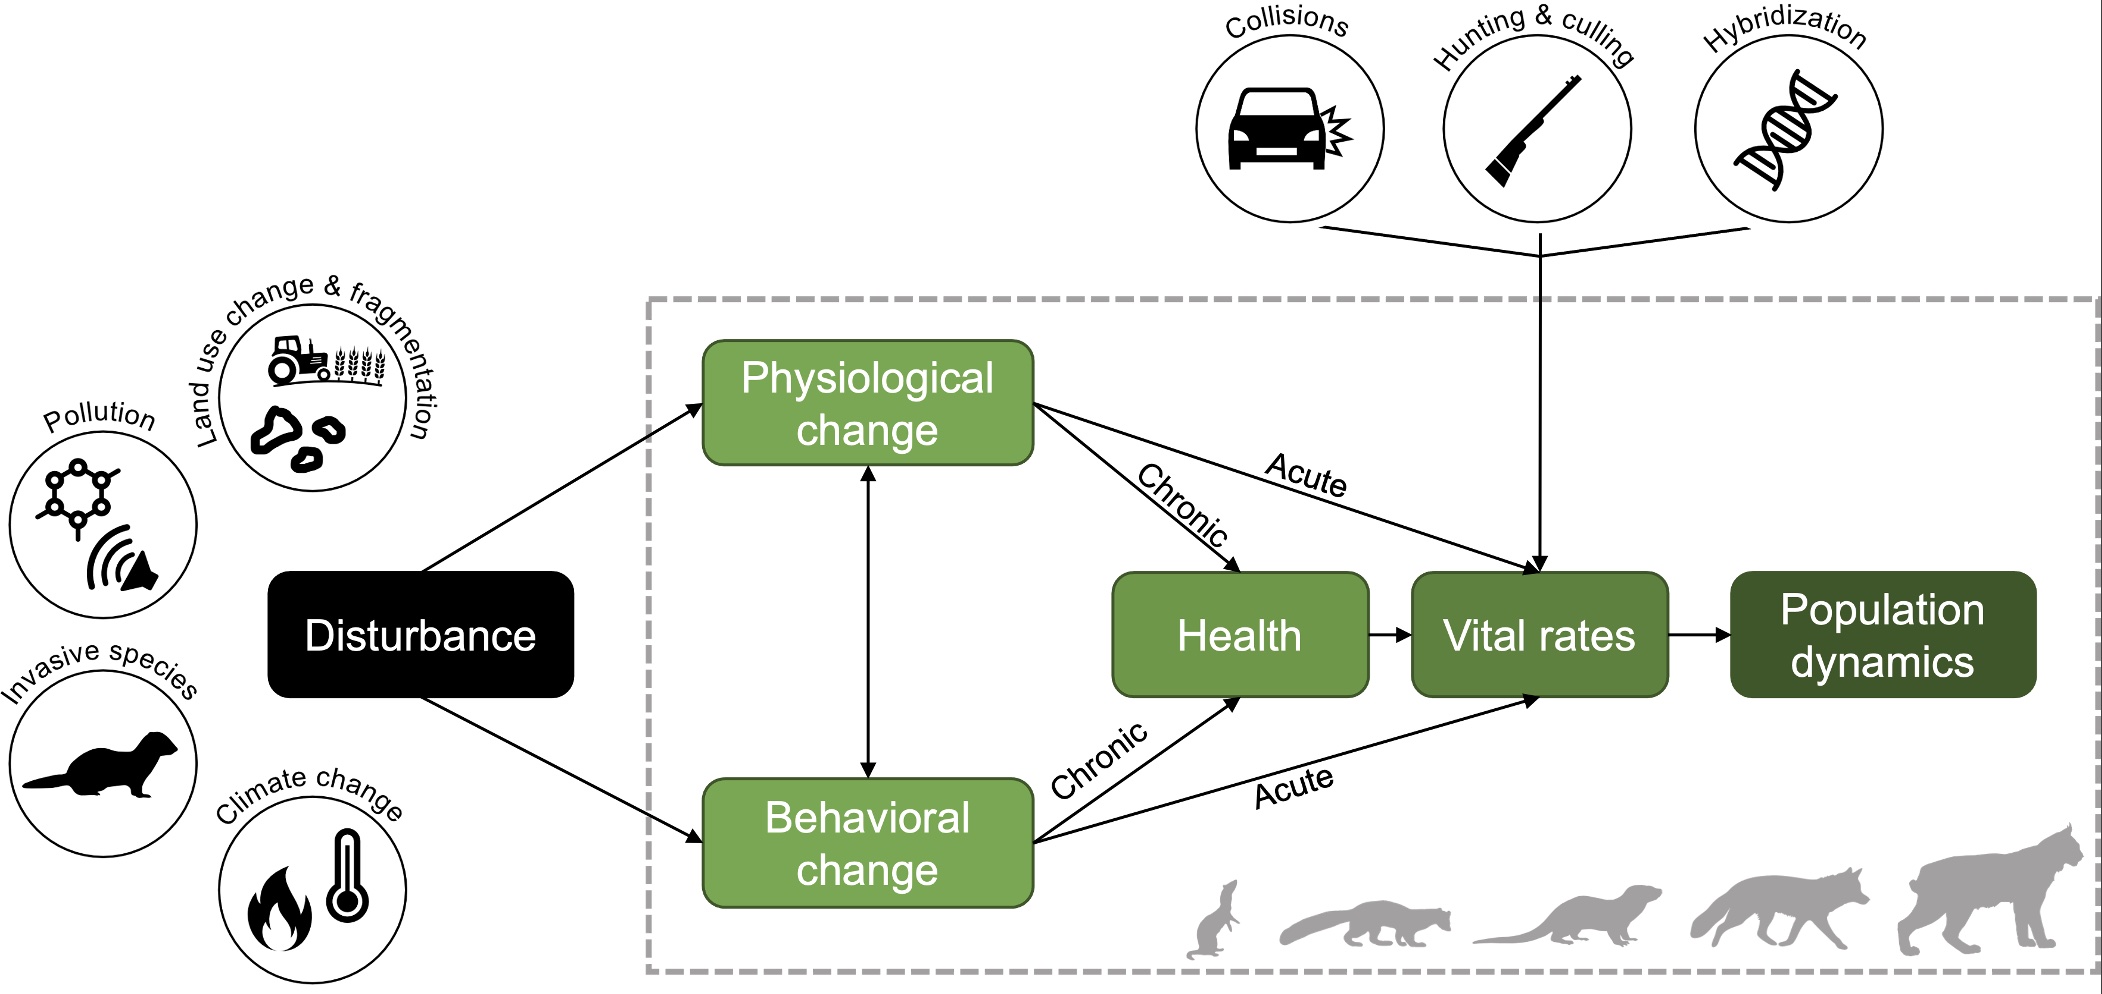 Collisions
Hunting & culling
Hybridization
Land use change & fragmentation
Pollution
Invasive species
Climate change
Disturbance
Physiological
change
Behavioral
change
Chronic
Acute
Chronic
Acute
Health
Vital rates
Population
dynamics